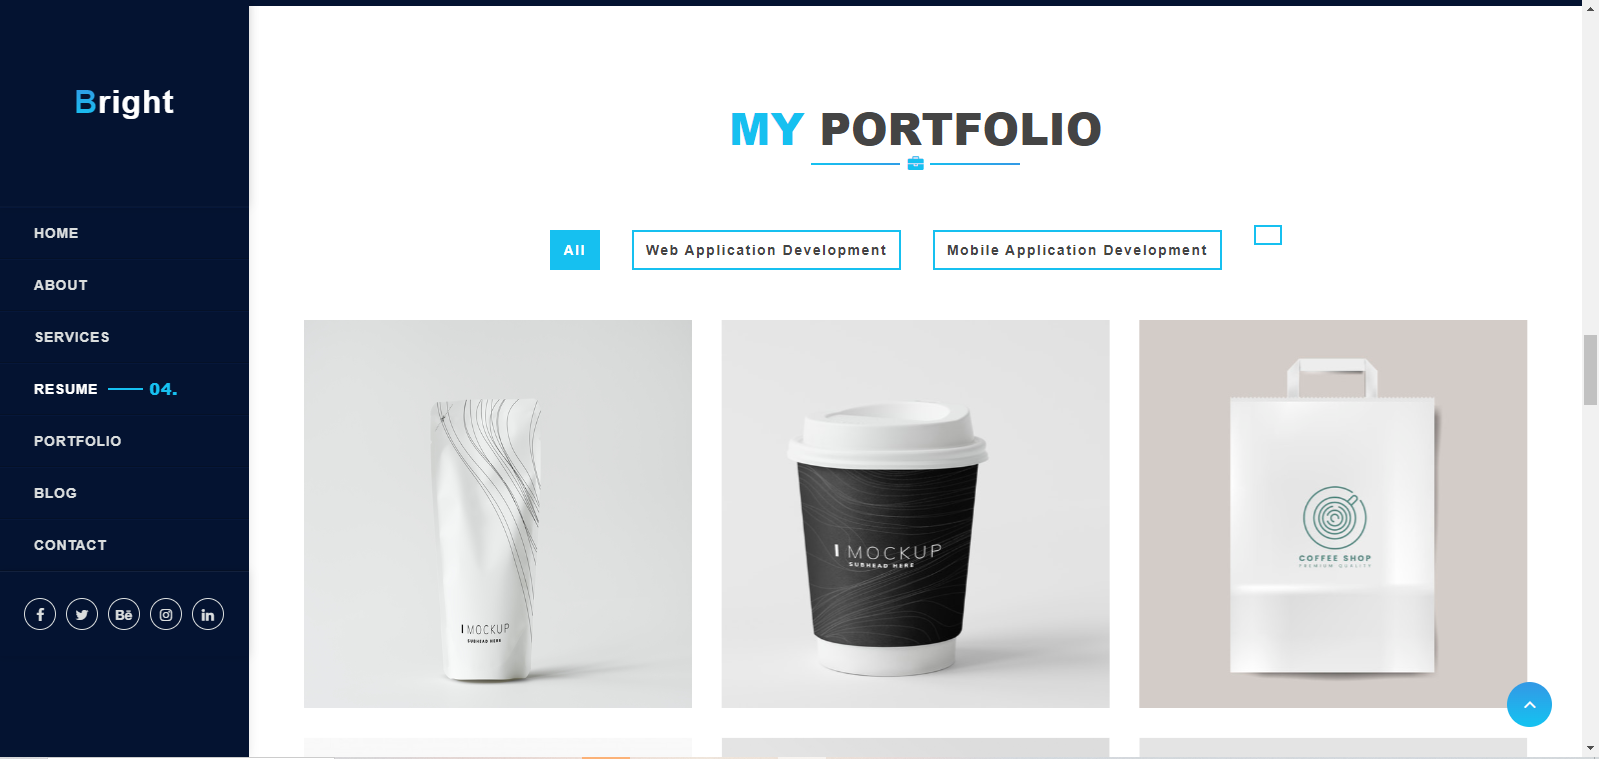 Bright
HOME
ABOUT
SERVICES
RESUME 04.
PORTFOLIO
BLOG
CONTACT
Bē
MY PORTFOLIO
All
Web Application Development
Mobile Application Development
MOCKUP
SUBHEAD HERE
MOCKUP
SUBHEAD HERE
COFFEE SHOP
PREMIUM QUALITY